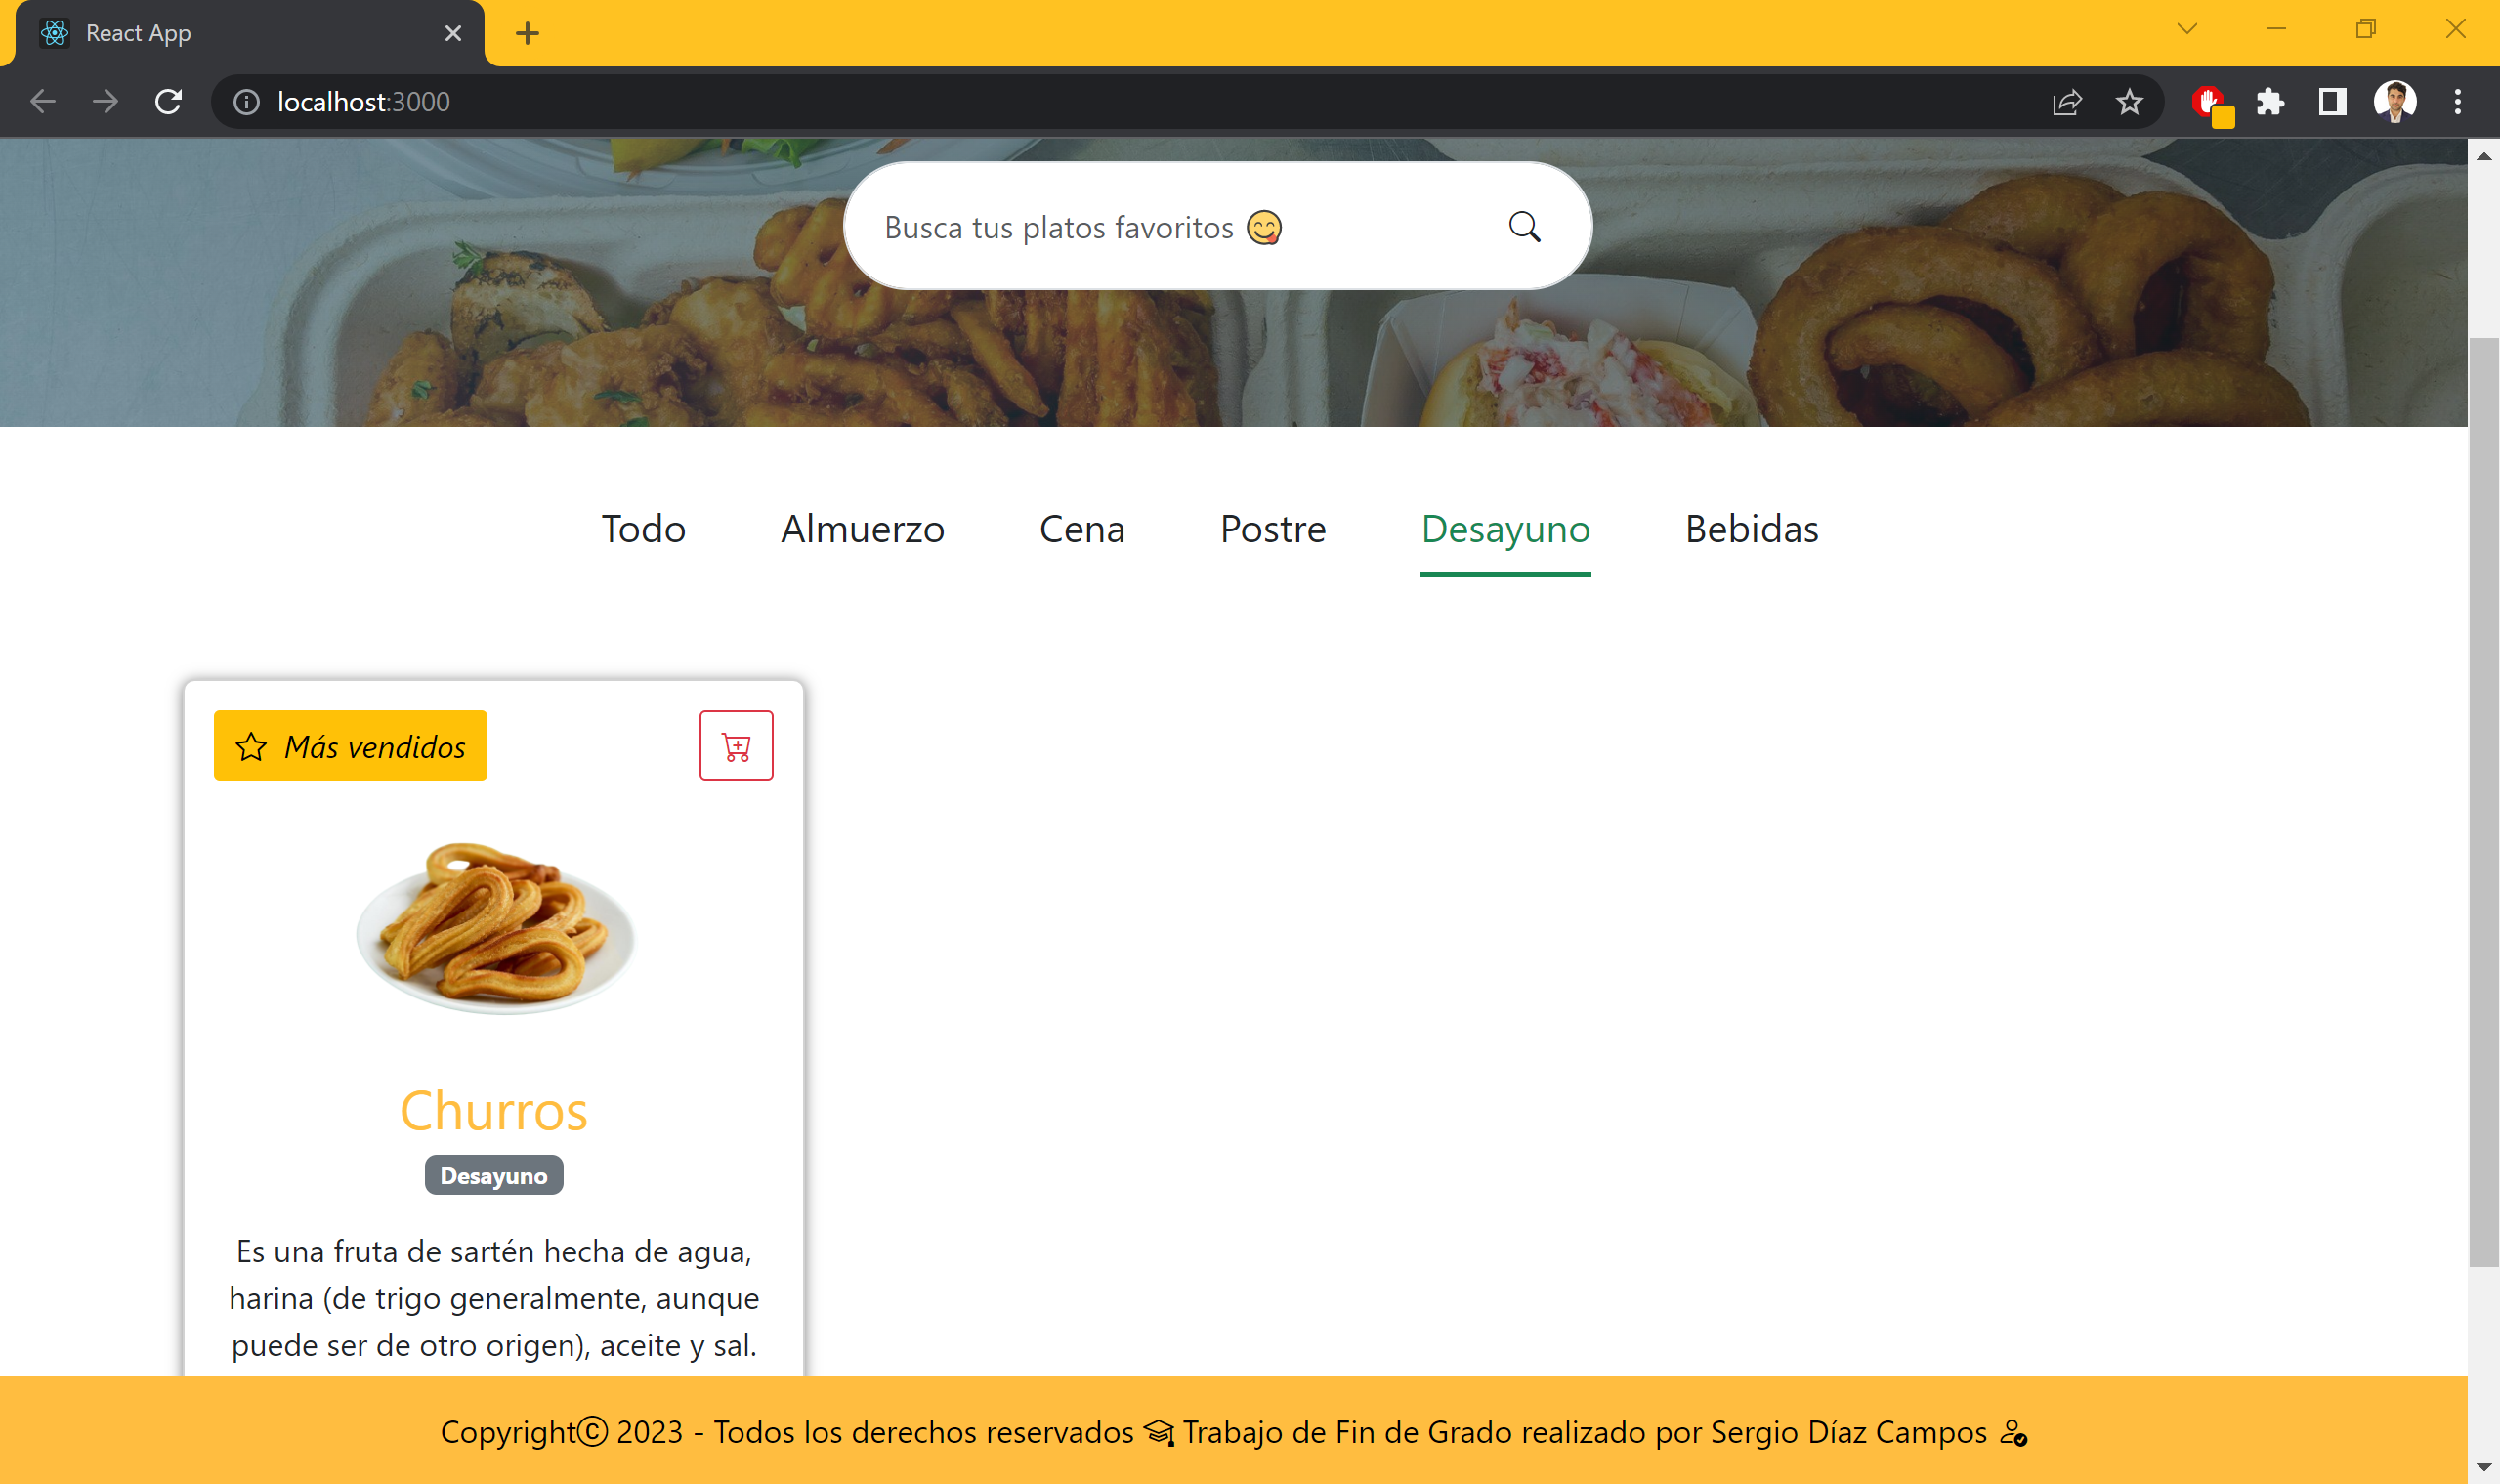 React App
localhost:3000
Busca tus platos favoritos 😋
Todo Almuerzo Cena Postre Desayuno Bebidas
Más vendidos
Churros
Desayuno
Es una fruta de sartén hecha de agua,
harina (de trigo generalmente, aunque
puede ser de otro origen), aceite y sal.
Copyright© 2023 - Todos los derechos reservados Trabajo de Fin de Grado realizado por Sergio Díaz Campos